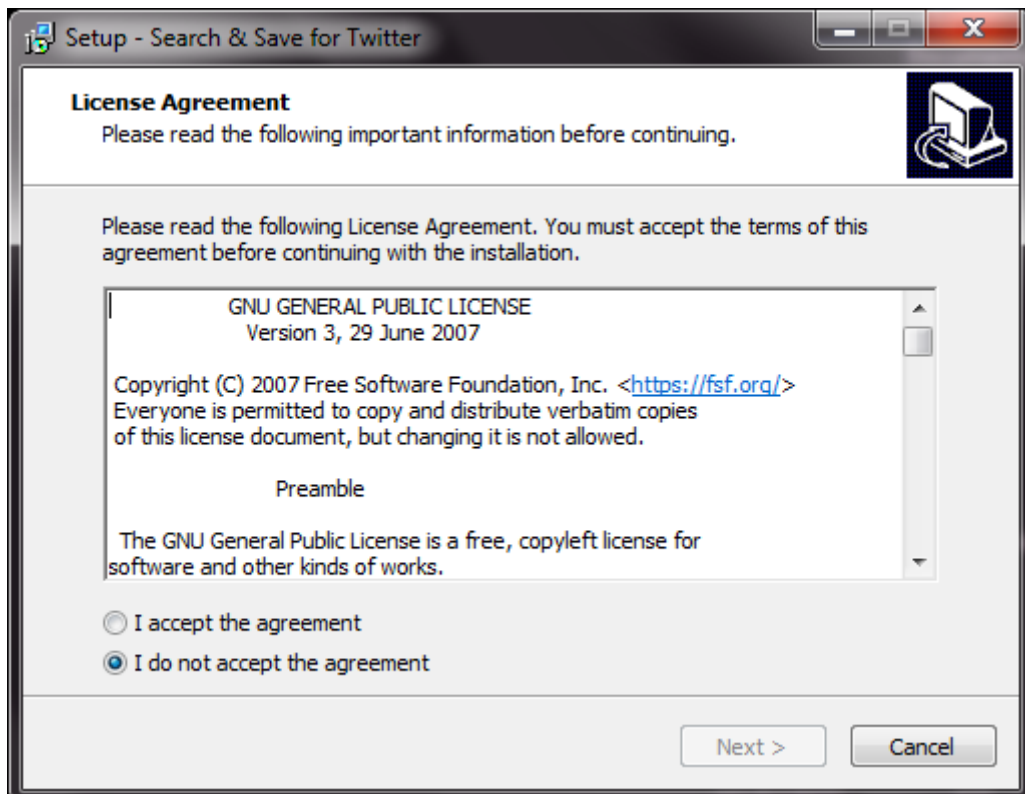 Setup - Search & Save for Twitter
License Agreement
Please read the following important information before continuing.
Please read the following License Agreement. You must accept the terms of this
agreement before continuing with the installation.
GNU GENERAL PUBLIC LICENSE
Version 3, 29 June 2007
Copyright (C) 2007 Free Software Foundation, Inc. <https://fsf.org/>
Everyone is permitted to copy and distribute verbatim copies
of this license document, but changing it is not allowed.
Preamble
The GNU General Public License is a free, copyleft license for
software and other kinds of works.
I accept the agreement
I do not accept the agreement
Next >
Cancel